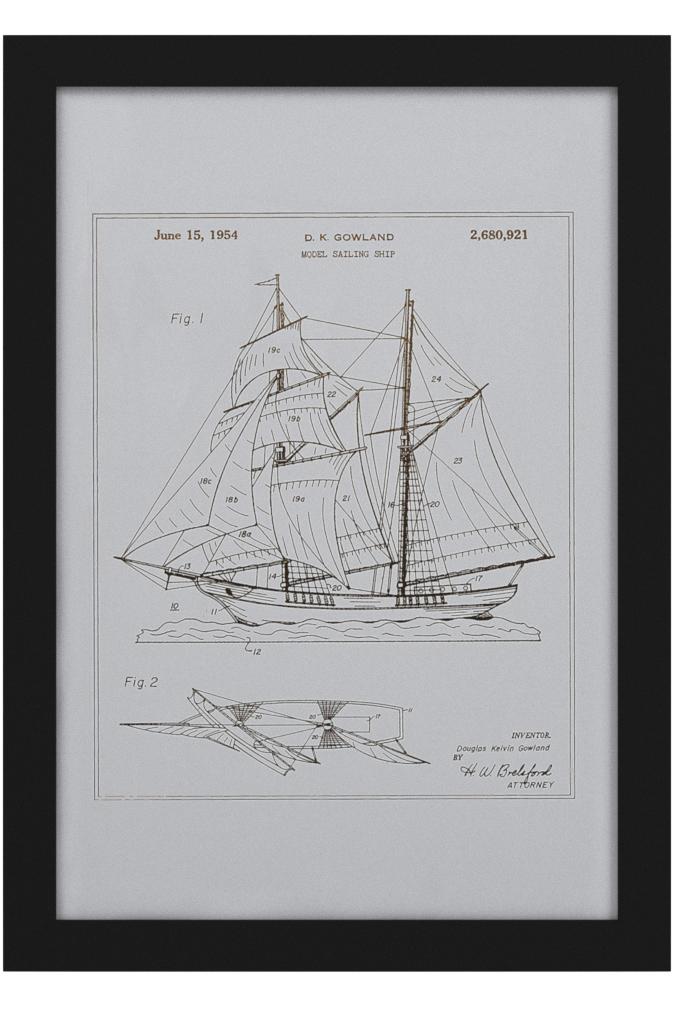 June 15, 1954 D. K. GOWLAND 2,680,921
MODEL SAILING SHIP
Fig. 1
19c
24
22
19b
23
18c
18b
19a
21
16
20
18a
13
14
20
17
10
11
12
Fig. 2
20
20
17
11
20
INVENTOR.
Douglas Kelvin Gowland
BY
H. W. Brelsford
ATTORNEY